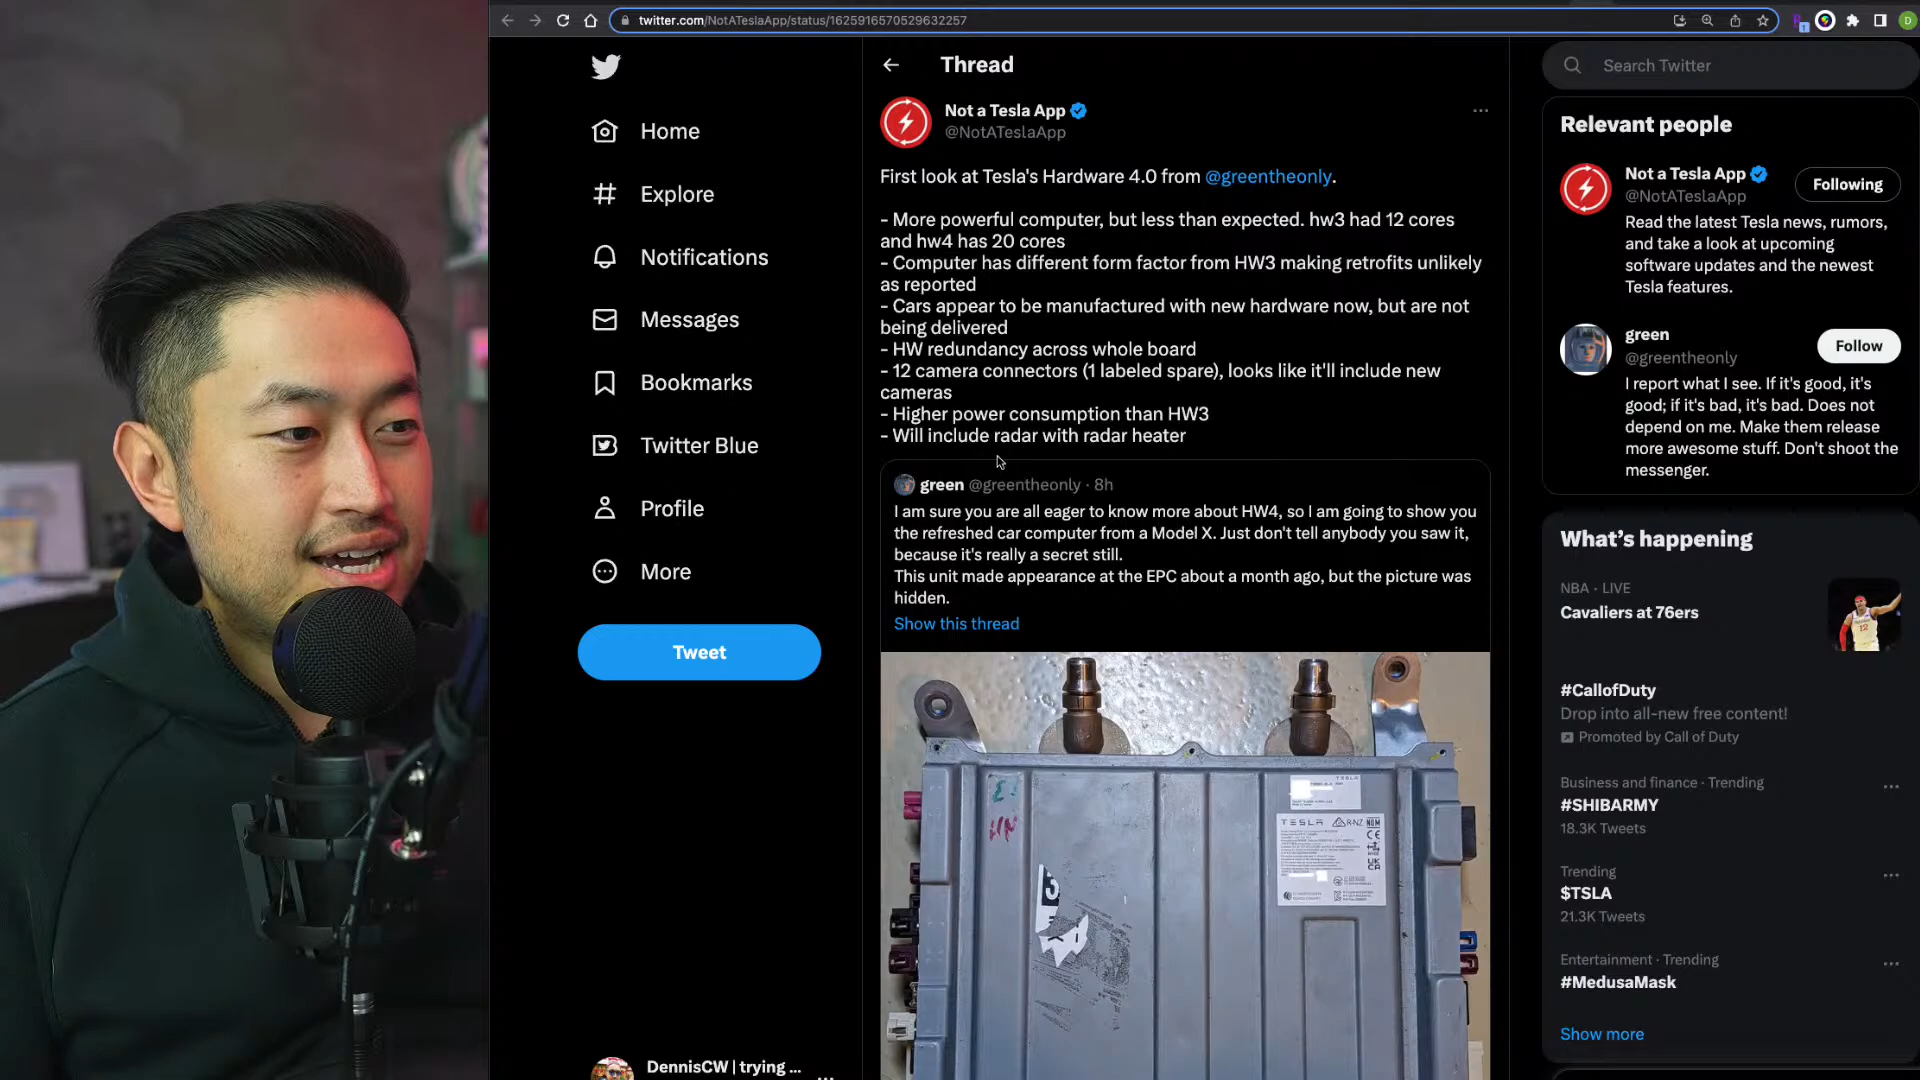 twitter.com/NotATeslaApp/status/1625916570529632257
D
Home
Explore
Notifications
Messages
Bookmarks
Twitter Blue
Profile
More
Tweet
DennisCW | trying ...
Thread
Not a Tesla App
@NotATeslaApp
First look at Tesla's Hardware 4.0 from @greentheonly.
- More powerful computer, but less than expected. hw3 had 12 cores
and hw4 has 20 cores
- Computer has different form factor from HW3 making retrofits unlikely
as reported
- Cars appear to be manufactured with new hardware now, but are not
being delivered
- HW redundancy across whole board
- 12 camera connectors (1 labeled spare), looks like it'll include new
cameras
- Higher power consumption than HW3
- Will include radar with radar heater
green @greentheonly · 8h
I am sure you are all eager to know more about HW4, so I am going to show you
the refreshed car computer from a Model X. Just don't tell anybody you saw it,
because it's really a secret still.
This unit made appearance at the EPC about a month ago, but the picture was
hidden.
Show this thread
TESLA
TESLA R-NZ NOM
CE
UK
CA
Search Twitter
Relevant people
Not a Tesla App
@NotATeslaApp
Following
Read the latest Tesla news, rumors,
and take a look at upcoming
software updates and the newest
Tesla features.
green
@greentheonly
Follow
I report what I see. If it's good, it's
good; if it's bad, it's bad. Does not
depend on me. Make them release
more awesome stuff. Don't shoot the
messenger.
What's happening
NBA · LIVE
Cavaliers at 76ers
#CallofDuty
Drop into all-new free content!
Promoted by Call of Duty
Business and finance · Trending
#SHIBARMY
18.3K Tweets
Trending
$TSLA
21.3K Tweets
Entertainment · Trending
#MedusaMask
Show more